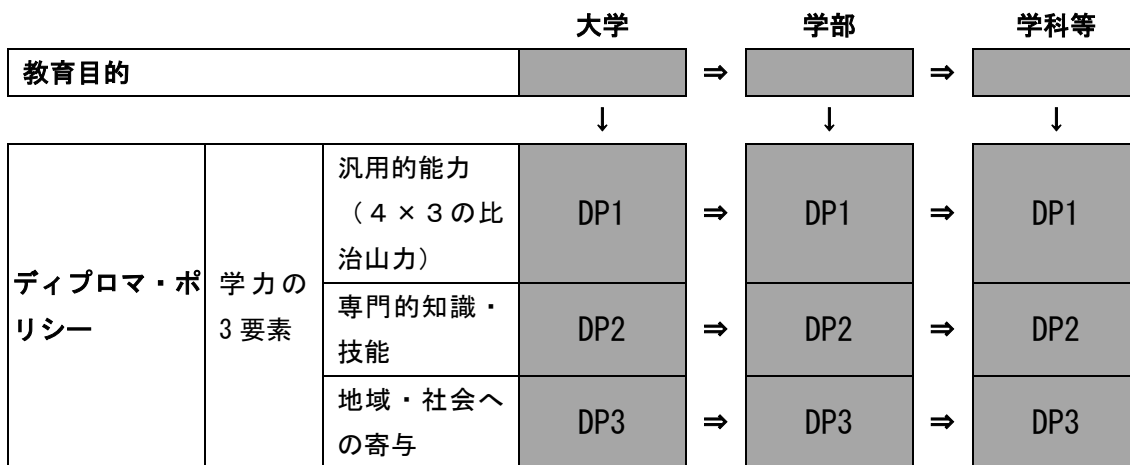 大学 学部 学科等
教育目的 ⇒ ⇒
↓ ↓ ↓
汎用的能力
（４×３の比
治山力）
DP1 ⇒ DP1 ⇒ DP1
ディプロマ・ポ
リシー
学力の
3要素
専門的知識・
技能
DP2 ⇒ DP2 ⇒ DP2
地域・社会へ
の寄与
DP3 ⇒ DP3 ⇒ DP3